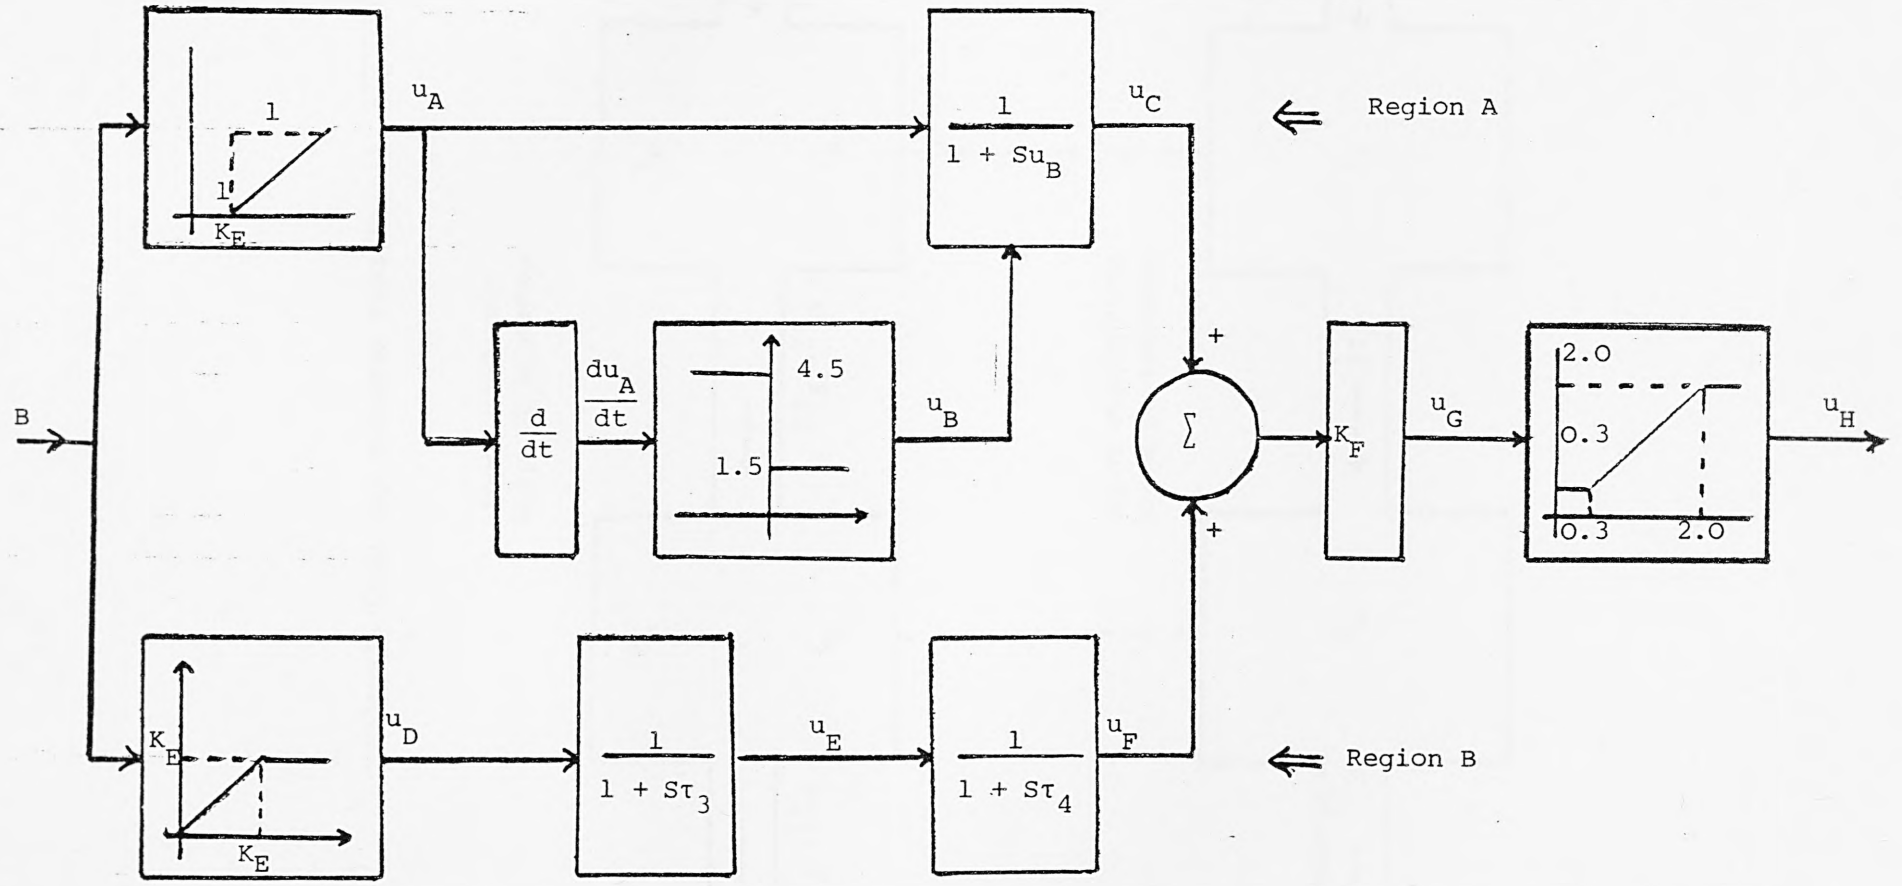 u_A
1
1
K_E
1
1 + Su_B
u_C
Region A
d
dt
du_A
dt
4.5
1.5
u_B
B
+
Σ
+
K_F
u_G
2.0
0.3
0.3
2.0
u_H
K_E
K_E
u_D
1
1 + Sτ_3
u_E
1
1 + Sτ_4
u_F
Region B